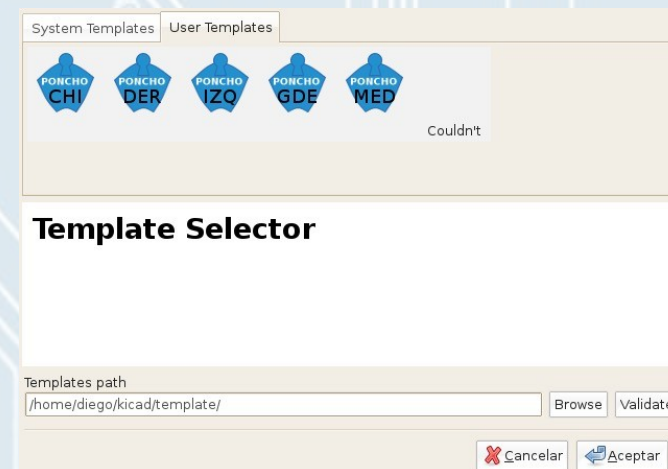 System Templates User Templates
PONCHO PONCHO PONCHO PONCHO PONCHO
CHI DER IZQ GDE MED
Couldn't
Template Selector
Templates path
/home/diego/kicad/template/ Browse Validate
Cancelar Aceptar